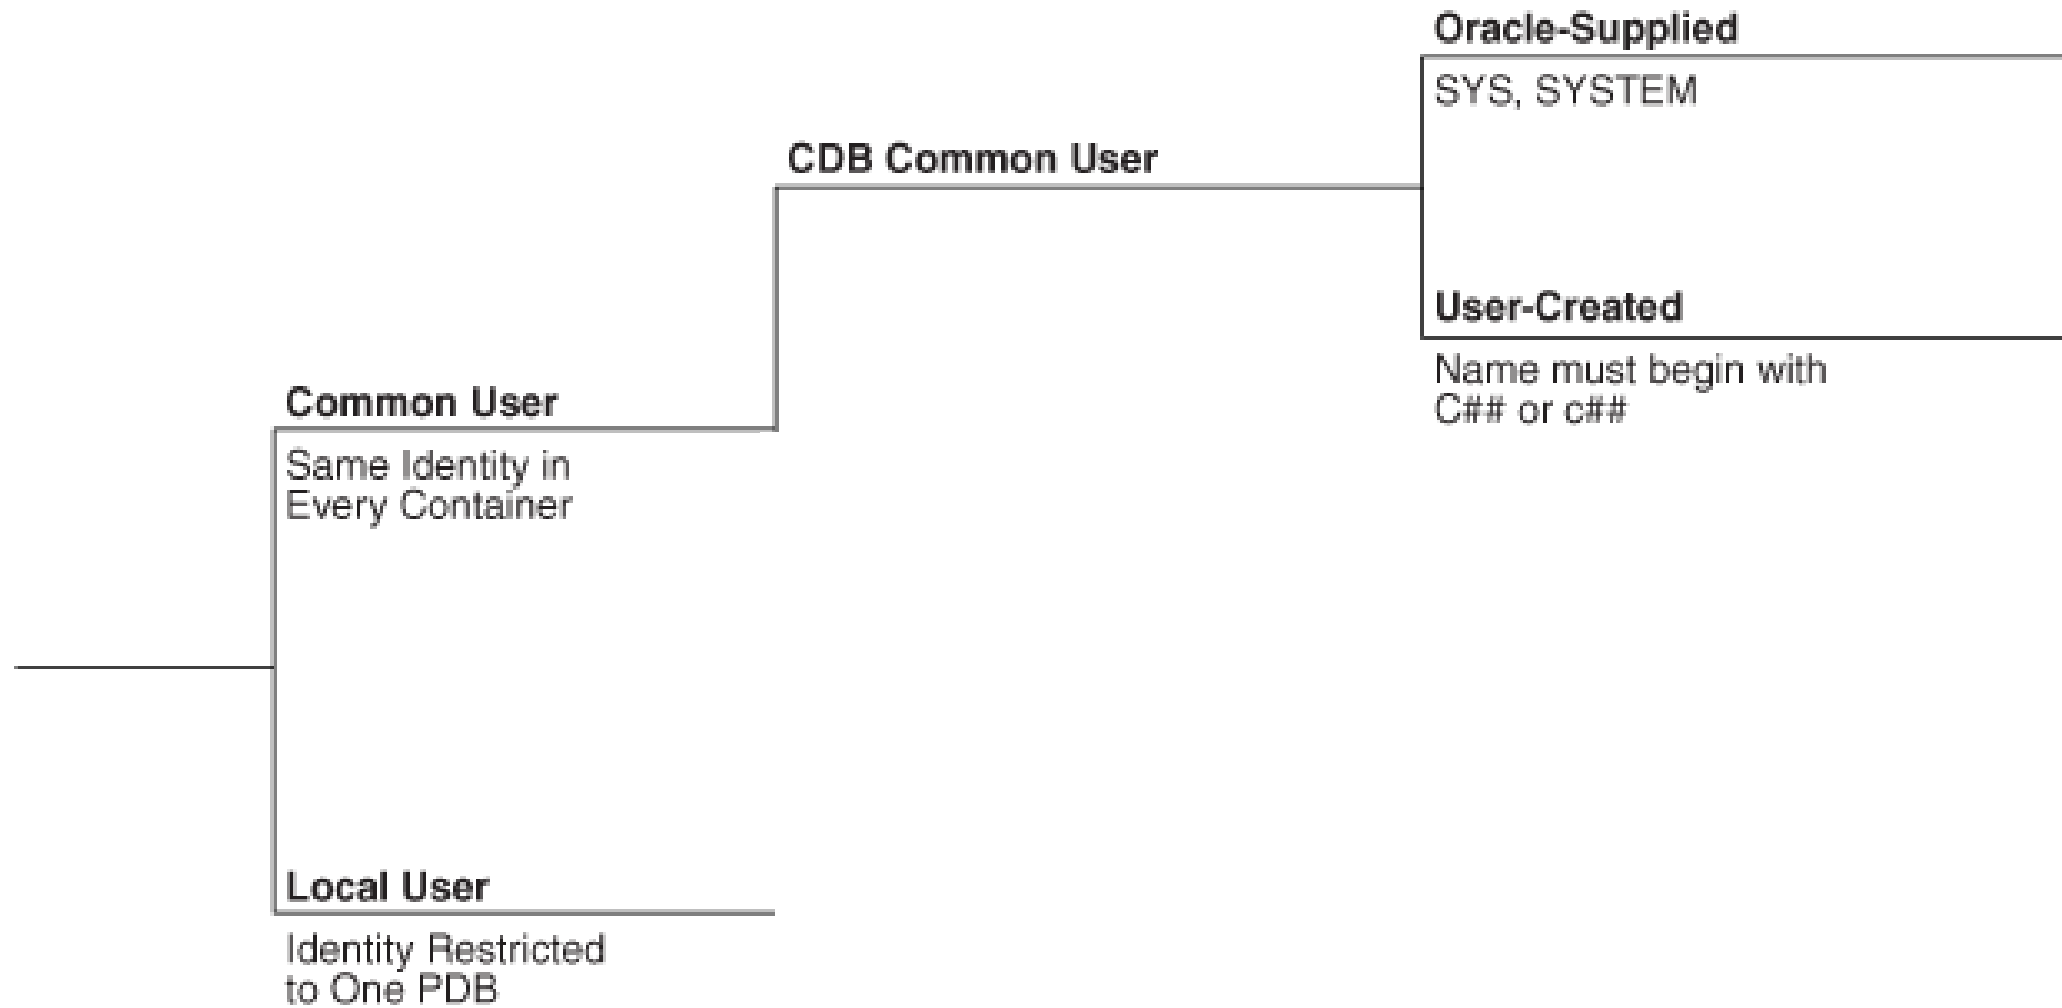 Oracle-Supplied
SYS, SYSTEM
CDB Common User
User-Created
Name must begin with
C## or c##
Common User
Same Identity in
Every Container
Local User
Identity Restricted
to One PDB